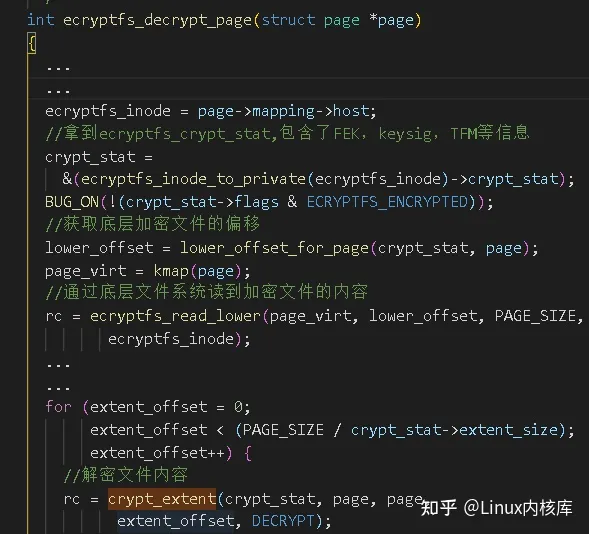 int ecryptfs_decrypt_page(struct page *page)
{
...
...
ecryptfs_inode = page->mapping->host;
//拿到ecryptfs_crypt_stat,包含了FEK，keysig，TFM等信息
crypt_stat =
&(ecryptfs_inode_to_private(ecryptfs_inode)->crypt_stat);
BUG_ON(!(crypt_stat->flags & ECRYPTFS_ENCRYPTED));
//获取底层加密文件的偏移
lower_offset = lower_offset_for_page(crypt_stat, page);
page_virt = kmap(page);
//通过底层文件系统读到加密文件的内容
rc = ecryptfs_read_lower(page_virt, lower_offset, PAGE_SIZE,
ecryptfs_inode);
...
...
for (extent_offset = 0;
extent_offset < (PAGE_SIZE / crypt_stat->extent_size);
extent_offset++) {
//解密文件内容
rc = crypt_extent(crypt_stat, page, page
extent_offset, DECRYPT);
知乎 @Linux内核库